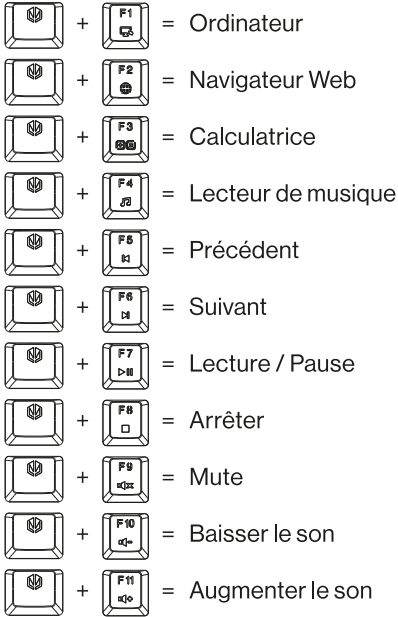 + F1 = Ordinateur
+ F2 = Navigateur Web
+ F3 = Calculatrice
+ F4 = Lecteur de musique
+ F5 = Précédent
+ F6 = Suivant
+ F7 = Lecture / Pause
+ F8 = Arrêter
+ F9 = Mute
+ F10 = Baisser le son
+ F11 = Augmenter le son